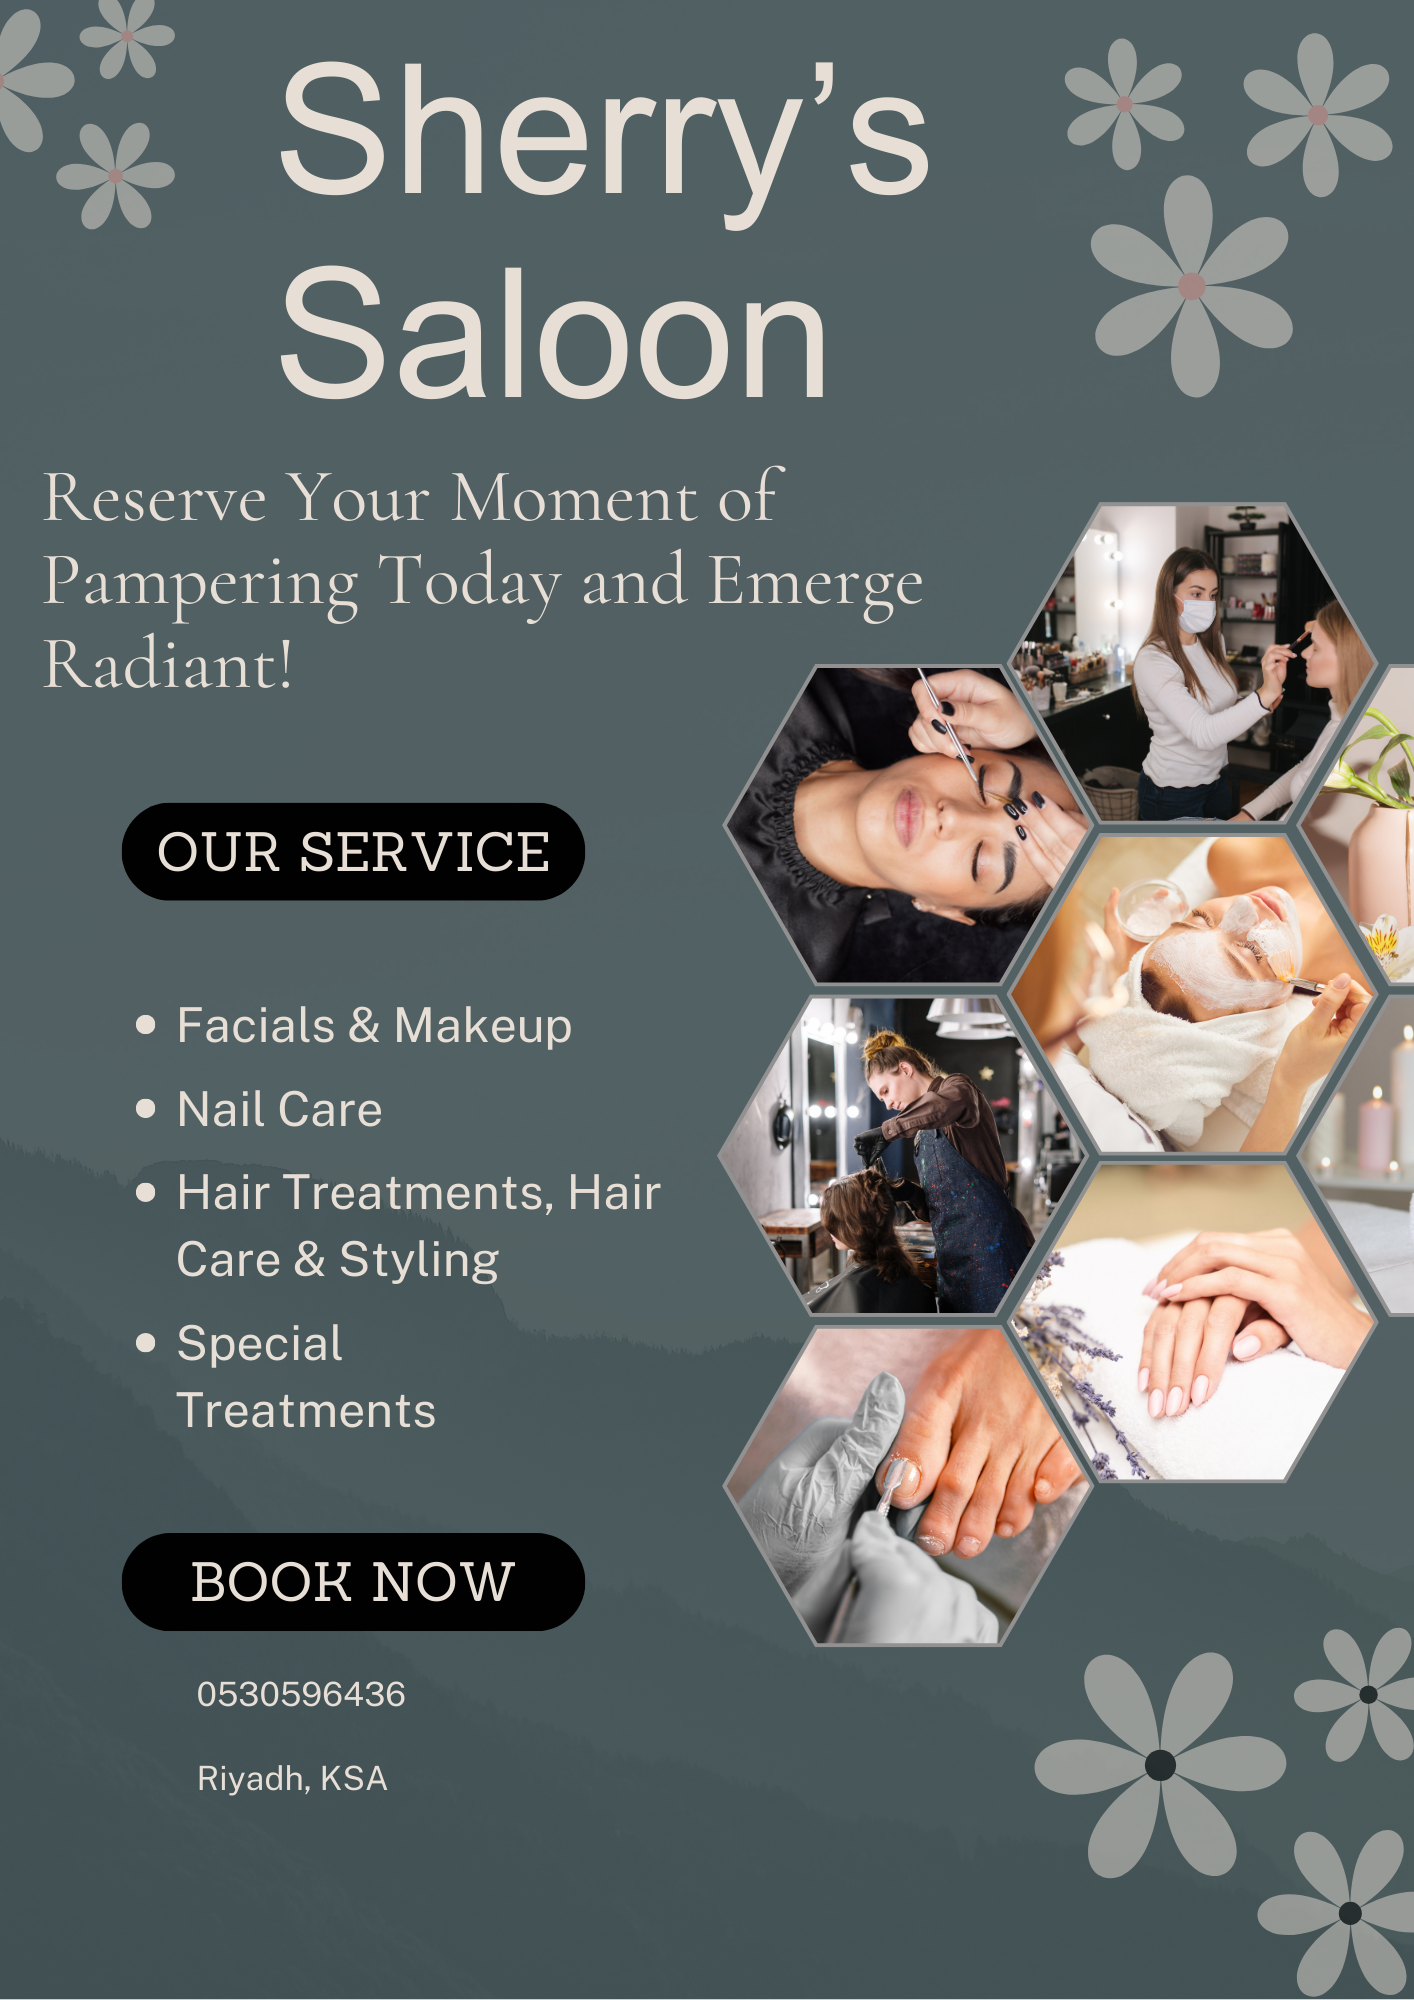 Sherry’s
Saloon
Reserve Your Moment of
Pampering Today and Emerge
Radiant!
OUR SERVICE
Facials & Makeup
Nail Care
Hair Treatments, Hair
Care & Styling
Special
Treatments
BOOK NOW
0530596436
Riyadh, KSA